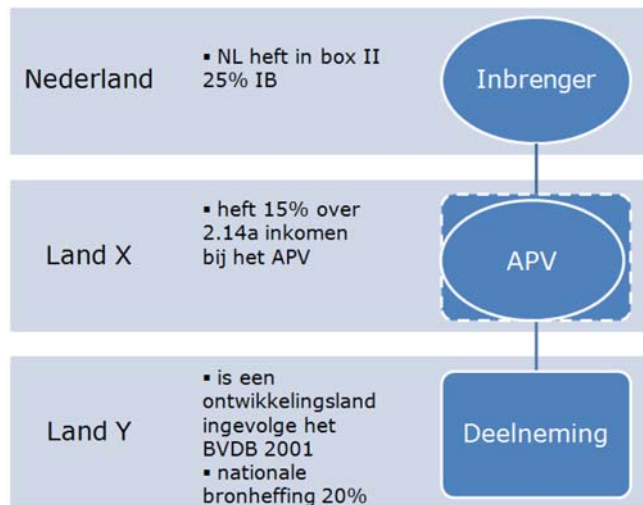 Nederland
▪ NL heft in box II
25% IB
Inbrenger
Land X
▪ heft 15% over
2.14a inkomen
bij het APV
APV
Land Y
▪ is een
ontwikkelingsland
ingevolge het
BVDB 2001
▪ nationale
bronheffing 20%
Deelneming